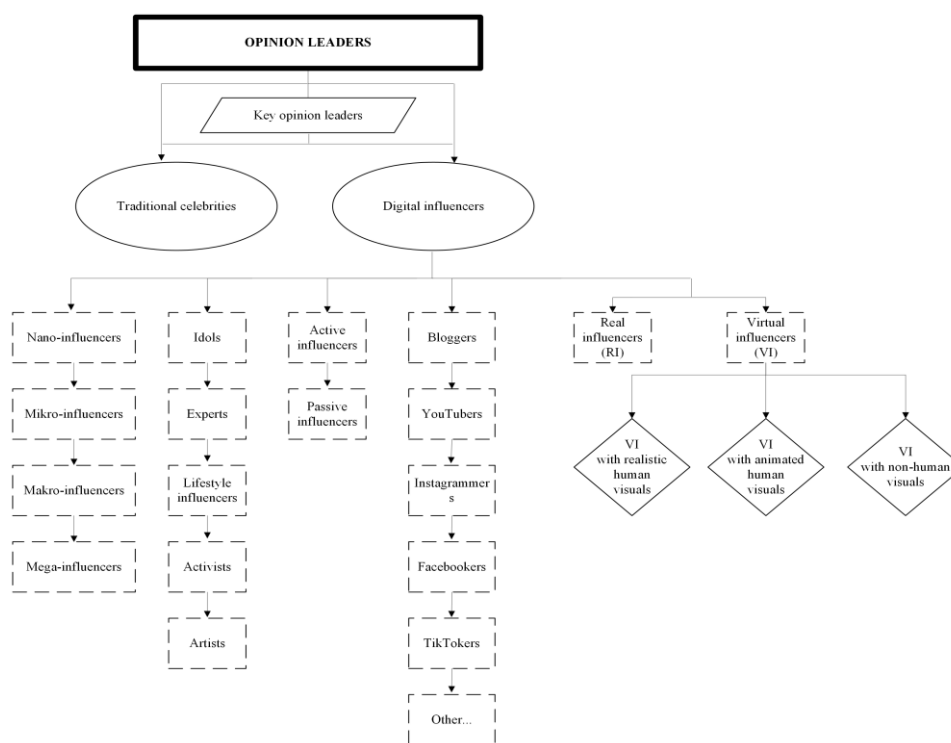 OPINION LEADERS
Key opinion leaders
Traditional celebrities
Digital influencers
Nano-influencers
Idols
Active
influencers
Bloggers
Real
influencers
(RI)
Virtual
influencers
(VI)
Mikro-influencers
Experts
Passive
influencers
YouTubers
VI
with realistic
human
visuals
VI
with animated
human
visuals
VI
with non-human
visuals
Makro-influencers
Lifestyle
influencers
Instagrammer
s
Mega-influencers
Activists
Facebookers
Artists
TikTokers
Other...